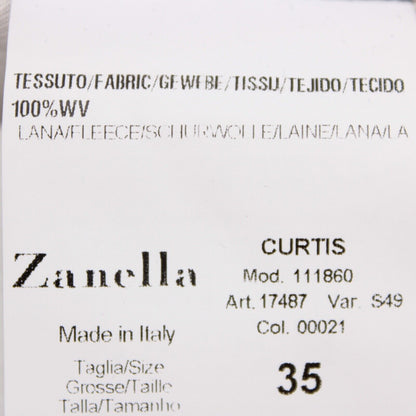 TESSUTO/FABRIC/GEWEBE/TISSU/TEJIDO/TECIDO
100%WV
LANA/FLEECE/SCHURWOLLE/LAINE/LANA/LA
Zanella
CURTIS
Mod. 111860
Art. 17487 Var. S49
Col. 00021
Made in Italy
Taglia/Size
Grosse/Taille
Talla/Tamanho
35